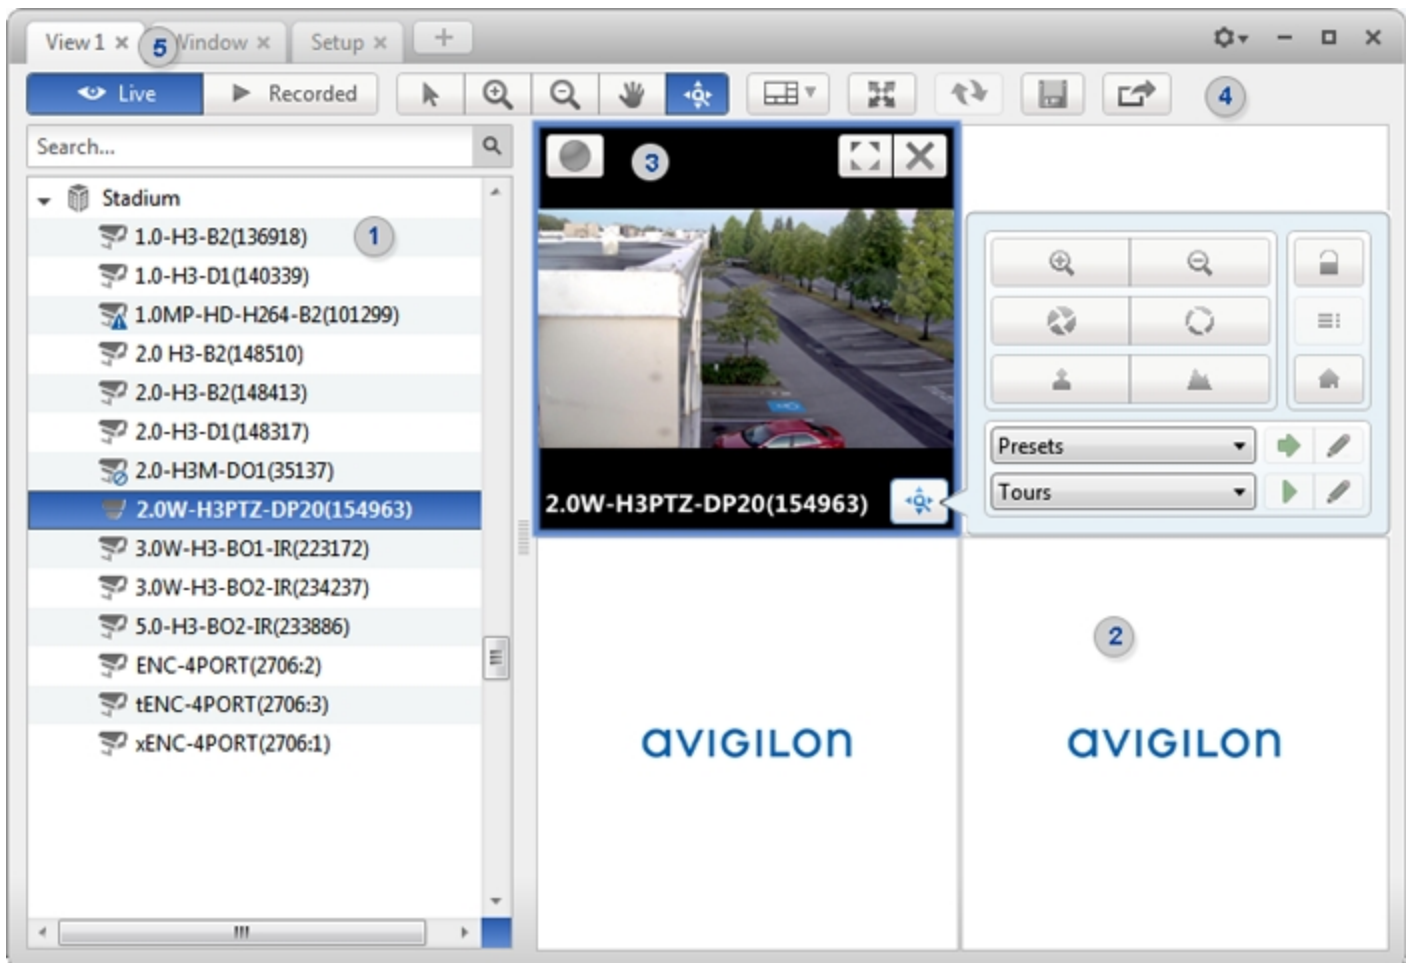 View 1
5
Window
Setup
Live
Recorded
4
Search...
3
Stadium
1.0-H3-B2(136918)
1
1.0-H3-D1(140339)
1.0MP-HD-H264-B2(101299)
2.0 H3-B2(148510)
2.0-H3-B2(148413)
2.0-H3-D1(148317)
2.0-H3M-DO1(35137)
2.0W-H3PTZ-DP20(154963)
3.0W-H3-BO1-IR(223172)
3.0W-H3-BO2-IR(234237)
5.0-H3-BO2-IR(233886)
ENC-4PORT(2706:2)
tENC-4PORT(2706:3)
xENC-4PORT(2706:1)
2.0W-H3PTZ-DP20(154963)
Presets
Tours
2
avigilon
avigilon